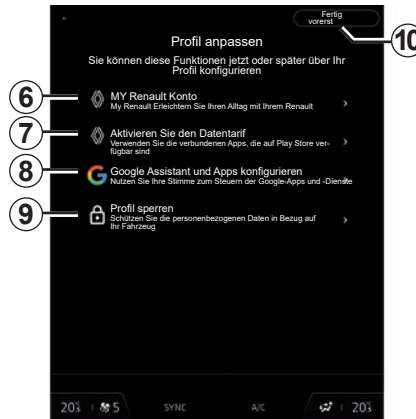 Fertig
vorerst
10
Profil anpassen
Sie können diese Funktionen jetzt oder später über Ihr
Profil konfigurieren
6
MY Renault Konto
My Renault Erleichtern Sie Ihren Alltag mit Ihrem Renault
7
Aktivieren Sie den Datentarif
Verwenden Sie die verbundenen Apps, die auf Play Store ver-
fügbar sind
8
Google Assistant und Apps konfigurieren
Nutzen Sie Ihre Stimme zum Steuern der Google-Apps und -Dienste
9
Profil sperren
Schützen Sie die personenbezogenen Daten in Bezug auf
Ihr Fahrzeug
20 5 SYNC A/C 20